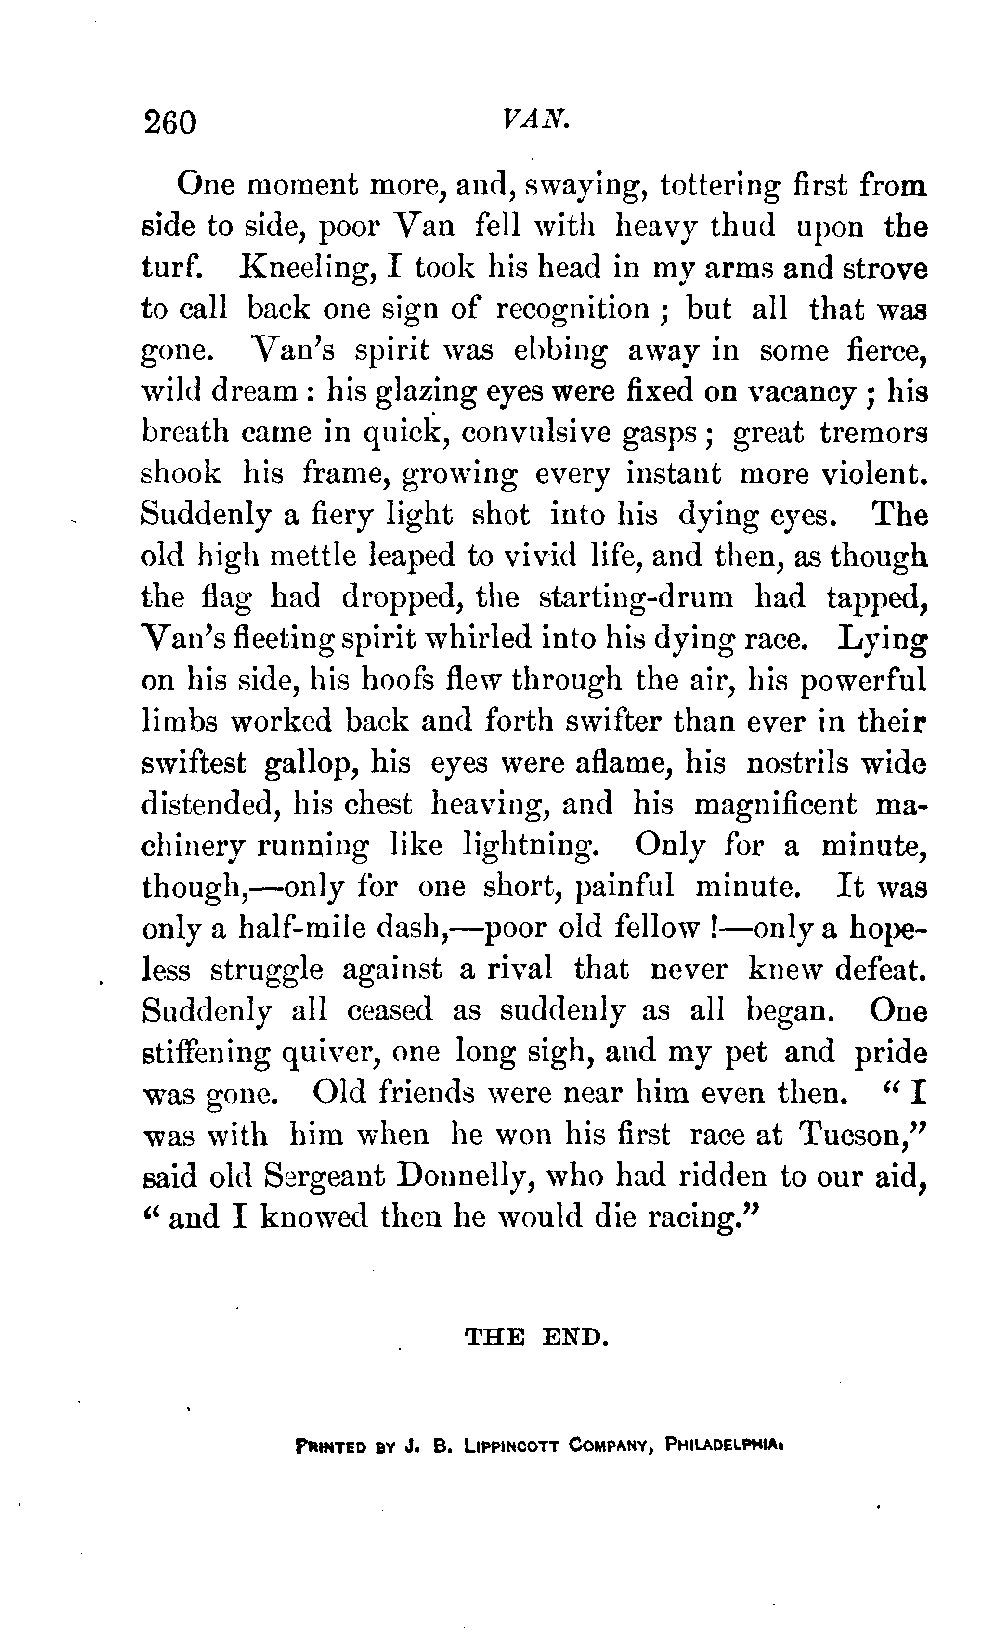 260 VAN.
One moment more, and, swaying, tottering first from
side to side, poor Van fell with heavy thud upon the
turf. Kneeling, I took his head in my arms and strove
to call back one sign of recognition ; but all that was
gone. Van's spirit was ebbing away in some fierce,
wild dream : his glazing eyes were fixed on vacancy ; his
breath came in quick, convulsive gasps ; great tremors
shook his frame, growing every instant more violent.
Suddenly a fiery light shot into his dying eyes. The
old high mettle leaped to vivid life, and then, as though
the flag had dropped, the starting-drum had tapped,
Van's fleeting spirit whirled into his dying race. Lying
on his side, his hoofs flew through the air, his powerful
limbs worked back and forth swifter than ever in their
swiftest gallop, his eyes were aflame, his nostrils wide
distended, his chest heaving, and his magnificent ma-
chinery running like lightning. Only for a minute,
though,—only for one short, painful minute. It was
only a half-mile dash,—poor old fellow !—only a hope-
less struggle against a rival that never knew defeat.
Suddenly all ceased as suddenly as all began. One
stiffening quiver, one long sigh, and my pet and pride
was gone. Old friends were near him even then. "I
was with him when he won his first race at Tucson,"
said old Sergeant Donnelly, who had ridden to our aid,
"and I knowed then he would die racing."
THE END.
PRINTED BY J. B. LIPPINCOTT COMPANY, PHILADELPHIA.